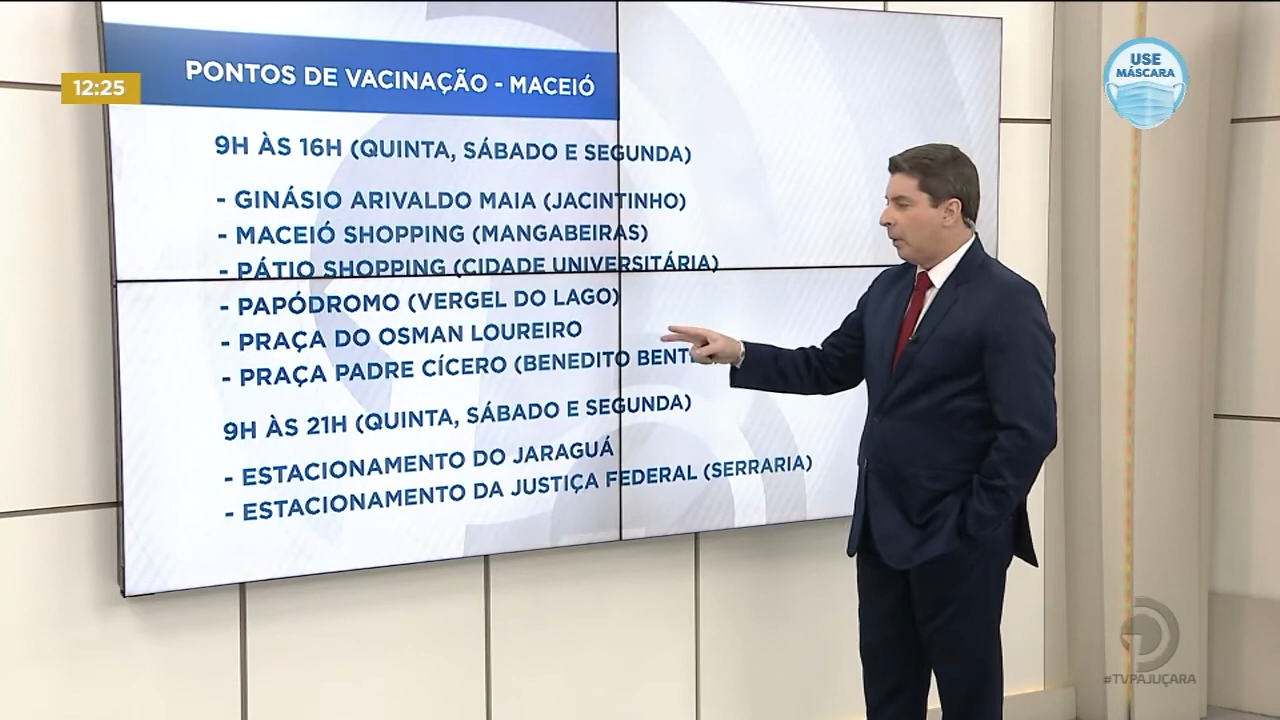 12:25
USE
MÁSCARA
PONTOS DE VACINAÇÃO - MACEIÓ
9H ÀS 16H (QUINTA, SÁBADO E SEGUNDA)
- GINÁSIO ARIVALDO MAIA (JACINTINHO)
- MACEIÓ SHOPPING (MANGABEIRAS)
- PÁTIO SHOPPING (CIDADE UNIVERSITÁRIA)
- PAPÓDROMO (VERGEL DO LAGO)
- PRAÇA DO OSMAN LOUREIRO
- PRAÇA PADRE CÍCERO (BENEDITO
9H ÀS 21H (QUINTA, SÁBADO E SEGUNDA)
- ESTACIONAMENTO DO JARAGUÁ
- ESTACIONAMENTO DA JUSTIÇA FEDERAL (SERRARIA)
#TVPAJUÇARA